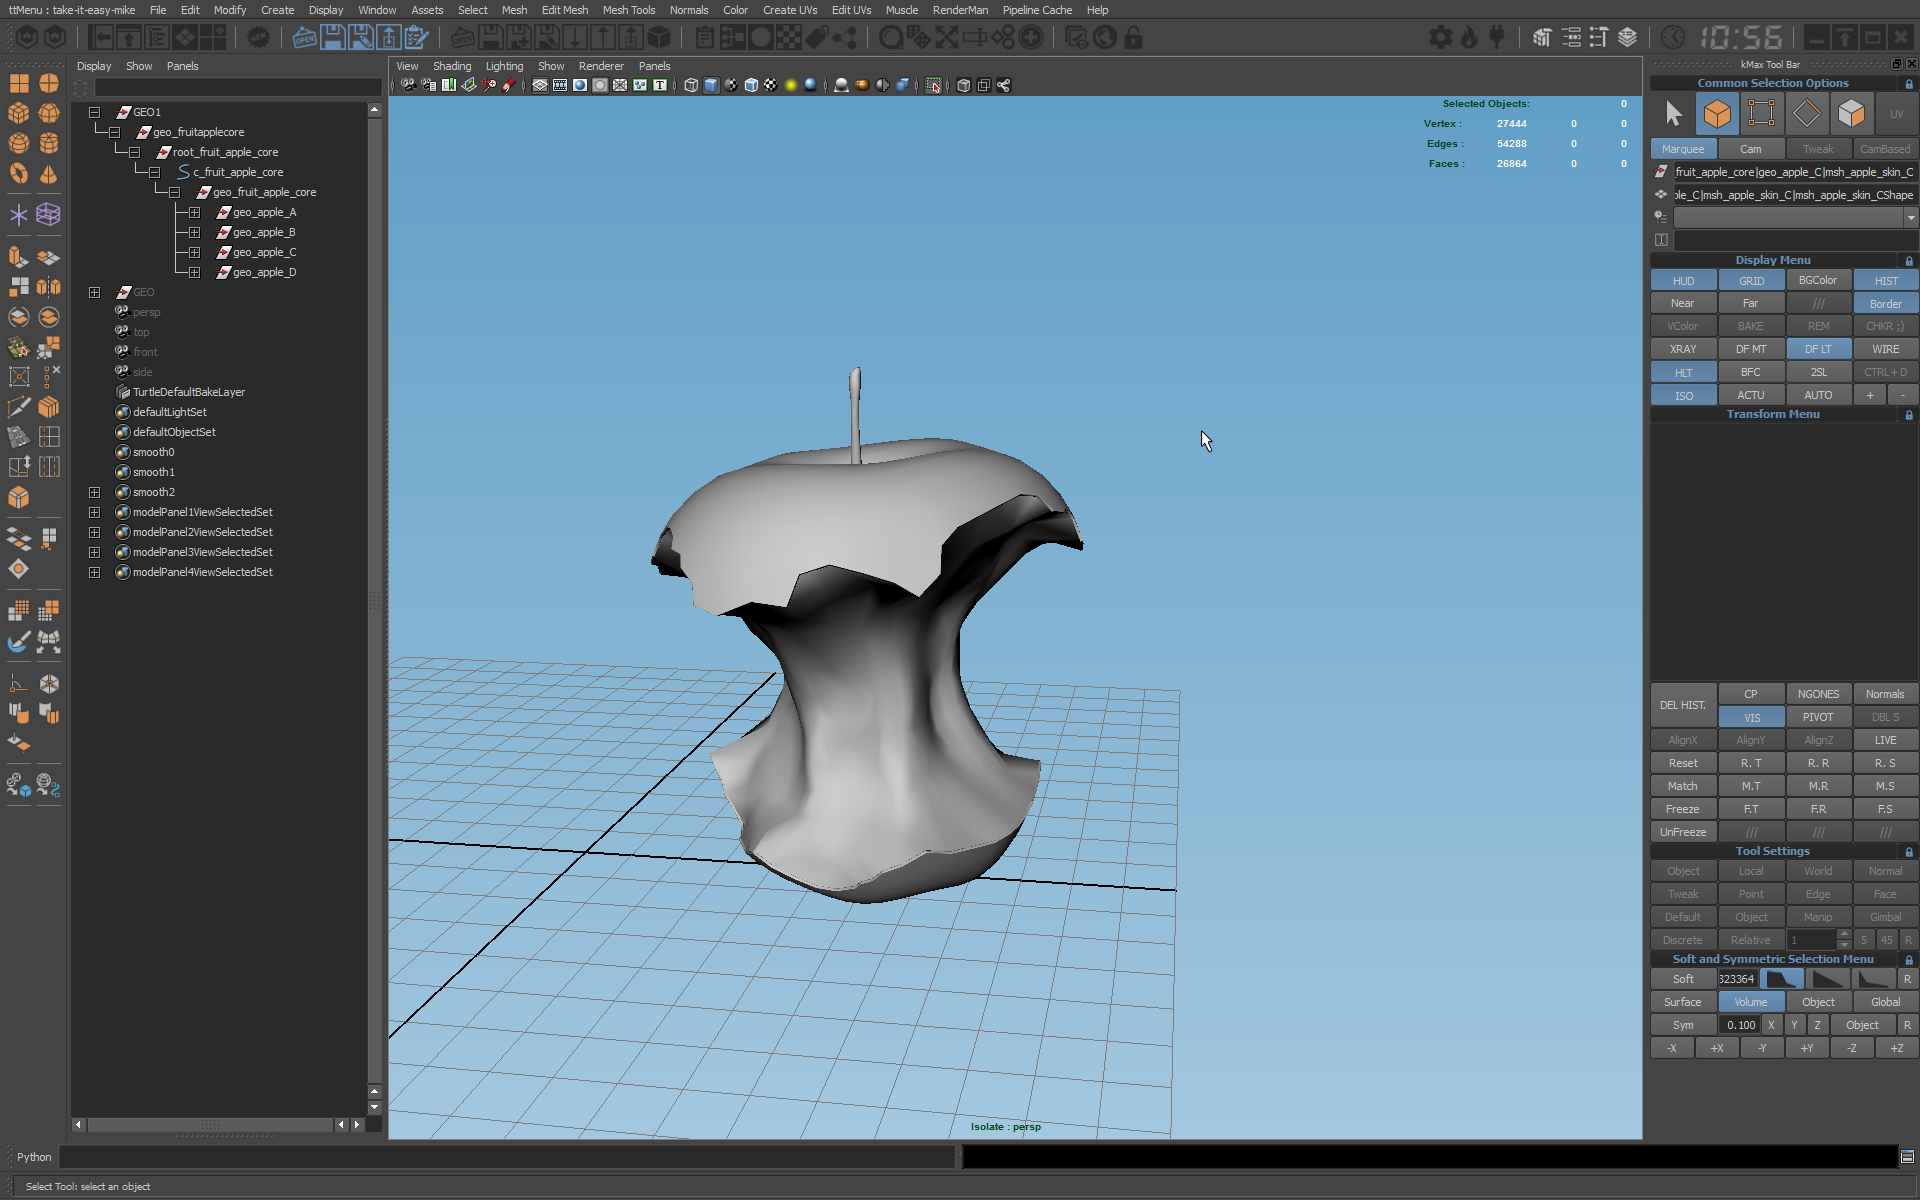 ttMenu : take-it-easy-mike File Edit Modify Create Display Window Assets Select Mesh Edit Mesh Mesh Tools Normals Color Create UVs Edit UVs Muscle RenderMan Pipeline Cache Help
OPEN
10:56
Display Show Panels
GEO1
geo_fruitapplecore
root_fruit_apple_core
c_fruit_apple_core
geo_fruit_apple_core
geo_apple_A
geo_apple_B
geo_apple_C
geo_apple_D
GEO
persp
top
front
side
TurtleDefaultBakeLayer
defaultLightSet
defaultObjectSet
smooth0
smooth1
smooth2
modelPanel1ViewSelectedSet
modelPanel2ViewSelectedSet
modelPanel3ViewSelectedSet
modelPanel4ViewSelectedSet
View Shading Lighting Show Renderer Panels
Selected Objects: 0
Vertex : 27444 0 0
Edges : 54288 0 0
Faces : 26864 0 0
Isolate : persp
kMax Tool Bar
Common Selection Options
UV
Marquee Cam Tweak CamBased
fruit_apple_core|geo_apple_C|msh_apple_skin_C
ple_C|msh_apple_skin_C|msh_apple_skin_CShape
Display Menu
HUD GRID BGColor HIST
Near Far /// Border
VColor BAKE REM CHKR ;)
XRAY DF MT DF LT WIRE
HLT BFC 2SL CTRL+D
ISO ACTU AUTO + -
Transform Menu
DEL HIST. CP NGONES Normals
VIS PIVOT DBL S
AlignX AlignY AlignZ LIVE
Reset R. T R. R R. S
Match M.T M.R M.S
Freeze F.T F.R F.S
UnFreeze /// /// ///
Tool Settings
Object Local World Normal
Tweak Point Edge Face
Default Object Manip Gimbal
Discrete Relative 1 5 45 R
Soft and Symmetric Selection Menu
Soft 323364 R
Surface Volume Object Global
Sym 0.100 X Y Z Object R
-X +X -Y +Y -Z +Z
Python
Select Tool: select an object